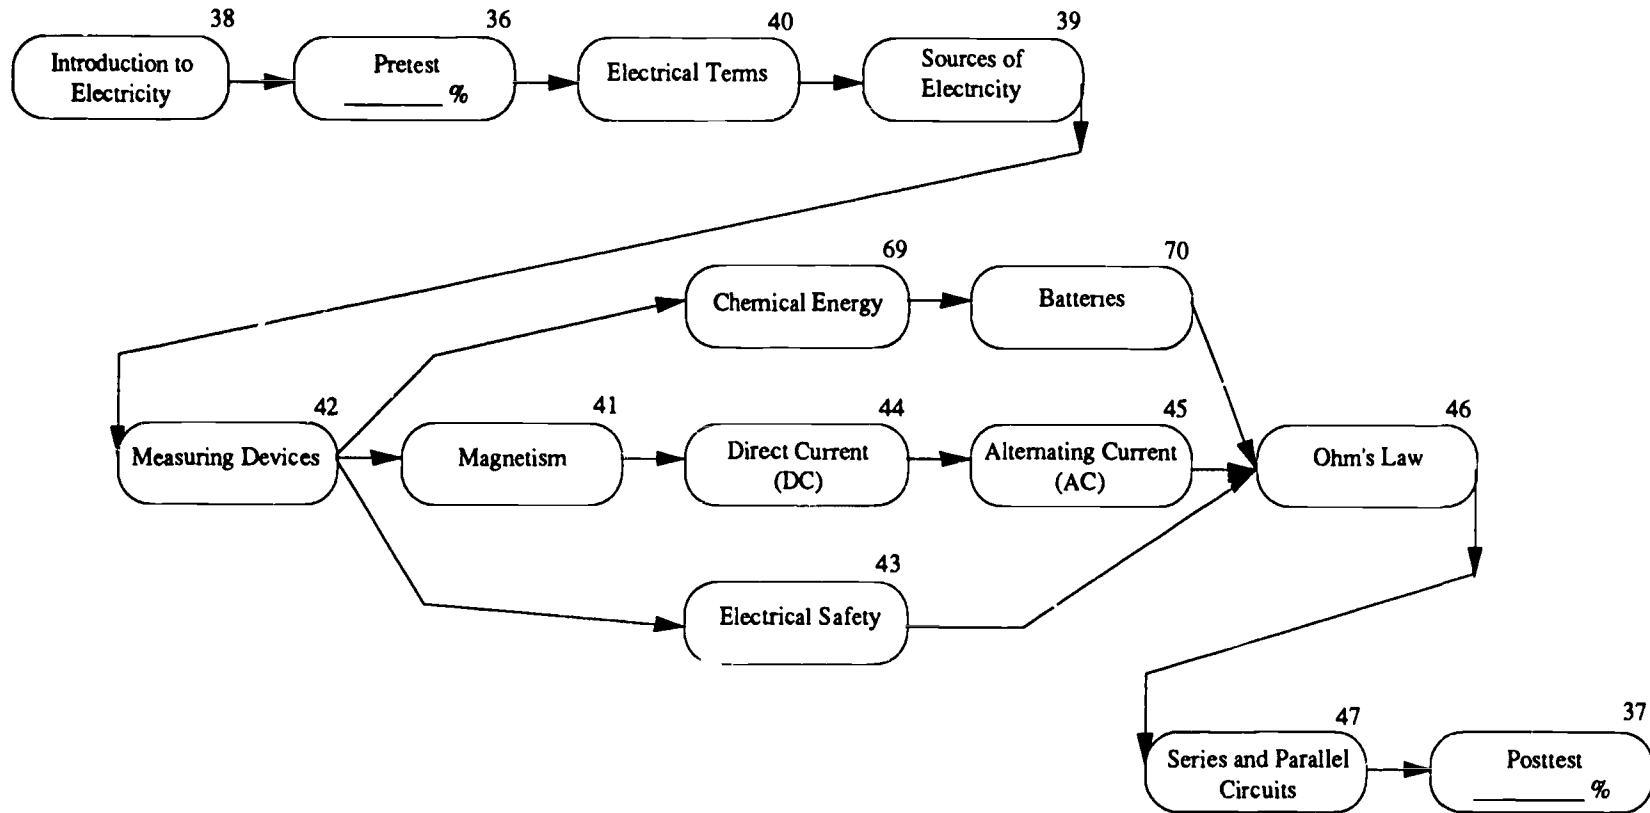 38
Introduction to
Electricity
36
Pretest
________ %
40
Electrical Terms
39
Sources of
Electricity
69
Chemical Energy
70
Batteries
42
Measuring Devices
41
Magnetism
44
Direct Current
(DC)
45
Alternating Current
(AC)
46
Ohm's Law
43
Electrical Safety
47
Series and Parallel
Circuits
37
Posttest
________ %